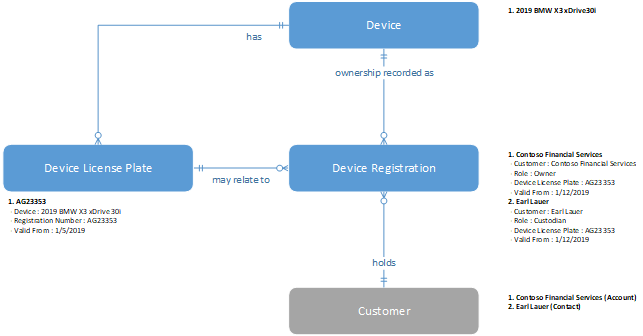 Device
1. 2019 BMW X3 xDrive30i
has
ownership recorded as
Device License Plate
may relate to
Device Registration
1. AG23353
- Device : 2019 BMW X3 xDrive30i
- Registration Number : AG23353
- Valid From : 1/5/2019
1. Contoso Financial Services
- Customer : Contoso Financial Services
- Role : Owner
- Device License Plate : AG23353
- Valid From : 1/12/2019
2. Earl Lauer
- Customer : Earl Lauer
- Role : Custodian
- Device License Plate : AG23353
- Valid From : 1/12/2019
holds
Customer
1. Contoso Financial Services (Account)
2. Earl Lauer (Contact)